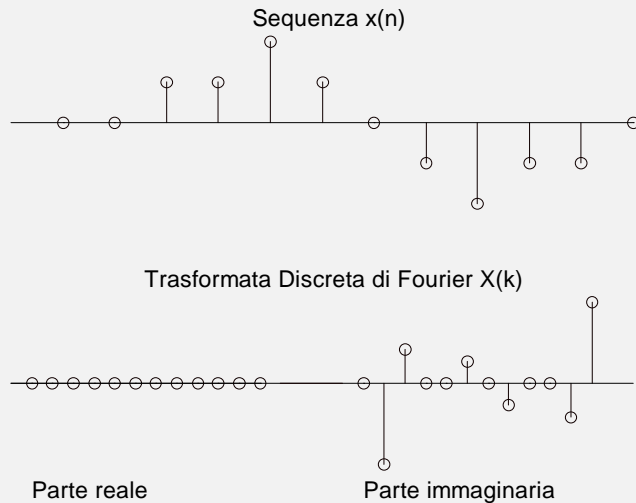 Sequenza x(n)
Trasformata Discreta di Fourier X(k)
Parte reale
Parte immaginaria